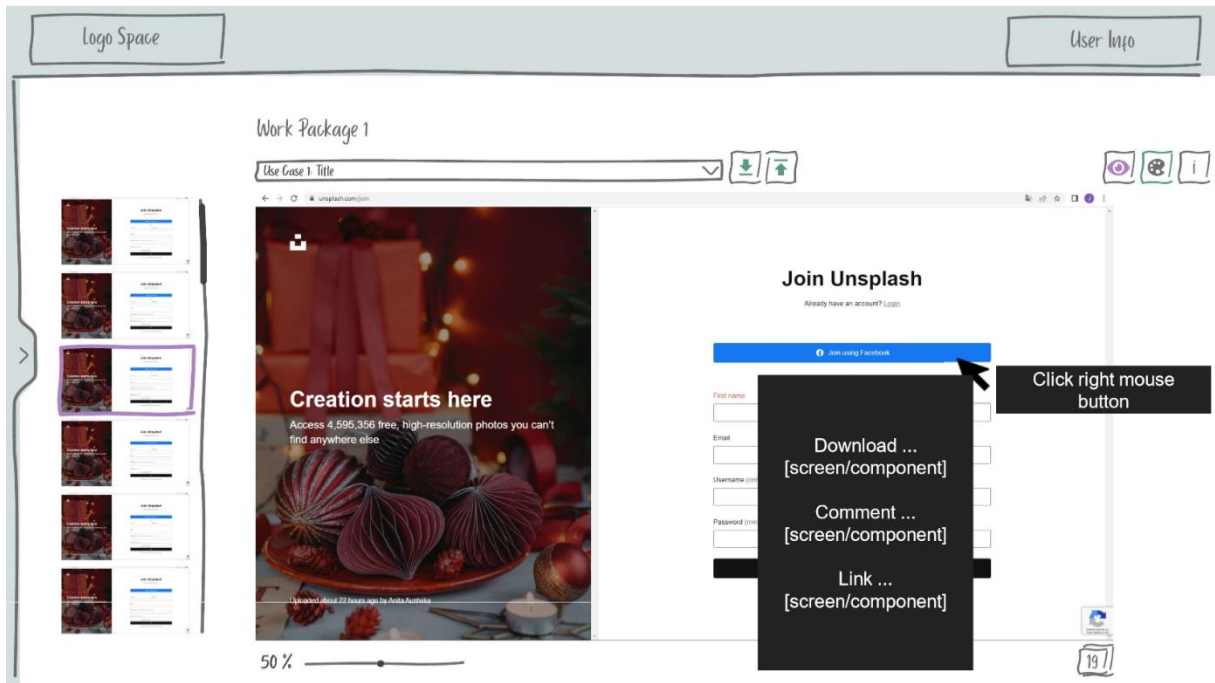 Logo Space
User Info
Work Package 1
Use Case 1: Title
i
unsplash.com/join
Join Unsplash
Already have an account? Login
Join using Facebook
Click right mouse
button
Creation starts here
Access 4,595,356 free, high-resolution photos you can't
find anywhere else
First name
Email
Username
Password
Download ...
[screen/component]
Comment ...
[screen/component]
Link ...
[screen/component]
Uploaded about 22 hours ago by Anita Austvika
50 %
19